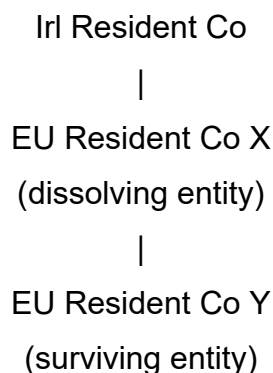 Irl Resident Co
EU Resident Co X
(dissolving entity)
EU Resident Co Y
(surviving entity)